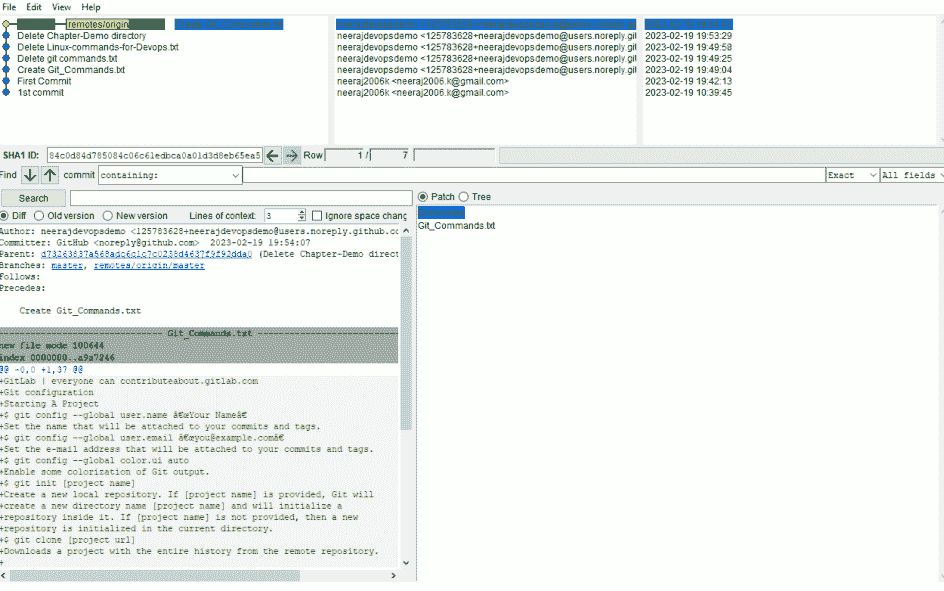 File Edit View Help
remotes/origin
Delete Chapter-Demo directory neerajdevopsdemo <125783628+neerajdevopsdemo@users.noreply.git 2023-02-19 19:53:29
Delete Linux-commands-for-Devops.txt neerajdevopsdemo <125783628+neerajdevopsdemo@users.noreply.git 2023-02-19 19:49:58
Delete git commands.txt neerajdevopsdemo <125783628+neerajdevopsdemo@users.noreply.git 2023-02-19 19:49:25
Create Git_Commands.txt neerajdevopsdemo <125783628+neerajdevopsdemo@users.noreply.git 2023-02-19 19:49:04
First Commit neeraj2006k <neeraj2006.k@gmail.com> 2023-02-19 19:42:13
1st commit neeraj2006k <neeraj2006.k@gmail.com> 2023-02-19 10:39:45
SHA1 ID: 84c0d84d785084c06c61edbca0a01d3d8eb65ea5 Row 1 / 7
Find commit containing: Exact All fields
Search Patch Tree
Diff Old version New version Lines of context: 3 Ignore space chang
Git_Commands.txt
Author: neerajdevopsdemo <125783628+neerajdevopsdemo@users.noreply.github.co
Committer: GitHub <noreply@github.com> 2023-02-19 19:54:07
Parent: (Delete Chapter-Demo direct
Branches: master, remotes/origin/master
Follows:
Precedes:
Create Git_Commands.txt
Git_Commands.txt
new file mode 100644
index 0000000..a9a7246
@@ -0,0 +1,37 @@
+GitLab | everyone can contributeabout.gitlab.com
+Git configuration
+Starting A Project
+$ git config --global user.name â€œYour Nameâ€
+Set the name that will be attached to your commits and tags.
+$ git config --global user.email â€œyou@example.comâ€
+Set the e-mail address that will be attached to your commits and tags.
+$ git config --global color.ui auto
+Enable some colorization of Git output.
+$ git init [project name]
+Create a new local repository. If [project name] is provided, Git will
+create a new directory name [project name] and will initialize a
+repository inside it. If [project name] is not provided, then a new
+repository is initialized in the current directory.
+$ git clone [project url]
+Downloads a project with the entire history from the remote repository.
+